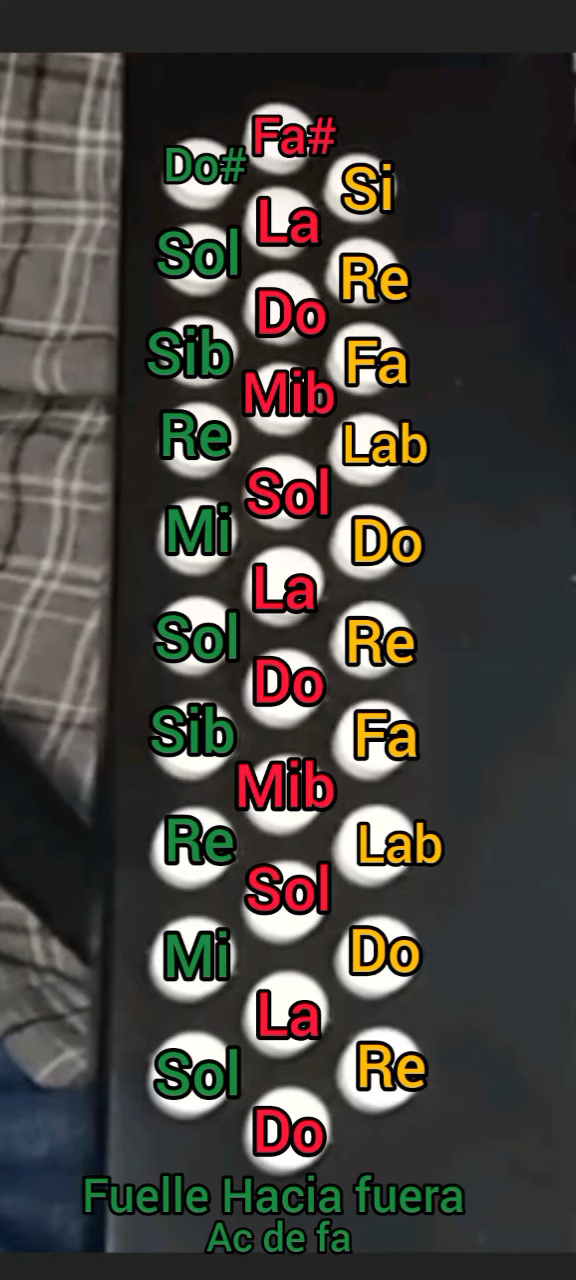 Fa#
Do#
Si
La
Sol
Re
Do
Sib
Fa
Mib
Re
Lab
Sol
Mi
Do
La
Sol
Re
Do
Sib
Fa
Mib
Re
Lab
Sol
Mi
Do
La
Sol
Re
Do
Fuelle Hacia fuera
Ac de fa